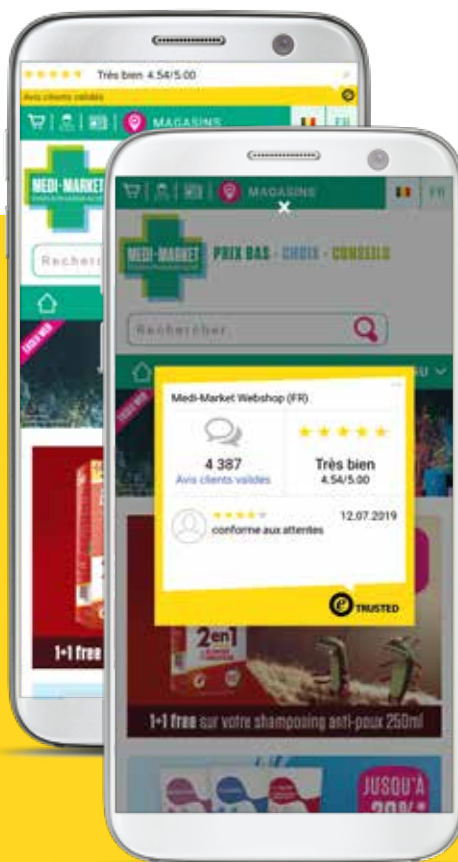 Très bien 4.54/5.00
Avis clients validés
MAGASINS
FR
MEDI-MARKET
Recherc
EXCLU WEB
1+1 free
MAGASINS
FR
MEDI-MARKET
PRIX BAS - CHOIX - CONSEILS
Rechercher
Medi-Market Webshop (FR)
4 387
Avis clients validés
Très bien
4.54/5.00
12.07.2019
conforme aux attentes
e TRUSTED
2en1
1+1 free sur votre shampooing anti-poux 250ml
JUSQU'À